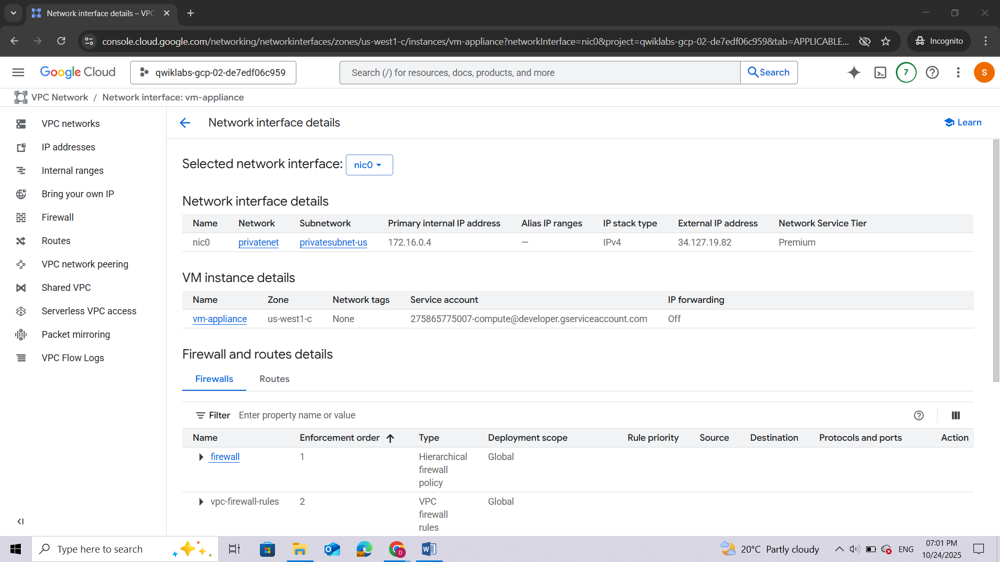 Network interface details – VPC
console.cloud.google.com/networking/networkinterfaces/zones/us-west1-c/instances/vm-appliance?networkInterface=nic0&project=qwiklabs-gcp-02-de7edf06c959&tab=APPLICABLE...
Incognito
Google Cloud
qwiklabs-gcp-02-de7edf06c959
Search (/) for resources, docs, products, and more
Search
7
S
VPC Network / Network interface: vm-appliance
VPC networks
IP addresses
Internal ranges
Bring your own IP
Firewall
Routes
VPC network peering
Shared VPC
Serverless VPC access
Packet mirroring
VPC Flow Logs
Network interface details
Learn
Selected network interface: nic0
Network interface details
Name Network Subnetwork Primary internal IP address Alias IP ranges IP stack type External IP address Network Service Tier
nic0 privatenet privatesubnet-us 172.16.0.4 — IPv4 34.127.19.82 Premium
VM instance details
Name Zone Network tags Service account IP forwarding
vm-appliance us-west1-c None 275865775007-compute@developer.gserviceaccount.com Off
Firewall and routes details
Firewalls Routes
Filter Enter property name or value
Name Enforcement order Type Deployment scope Rule priority Source Destination Protocols and ports Action
firewall 1 Hierarchical firewall policy Global
vpc-firewall-rules 2 VPC firewall rules Global
Type here to search
20°C Partly cloudy
ENG
07:01 PM
10/24/2025